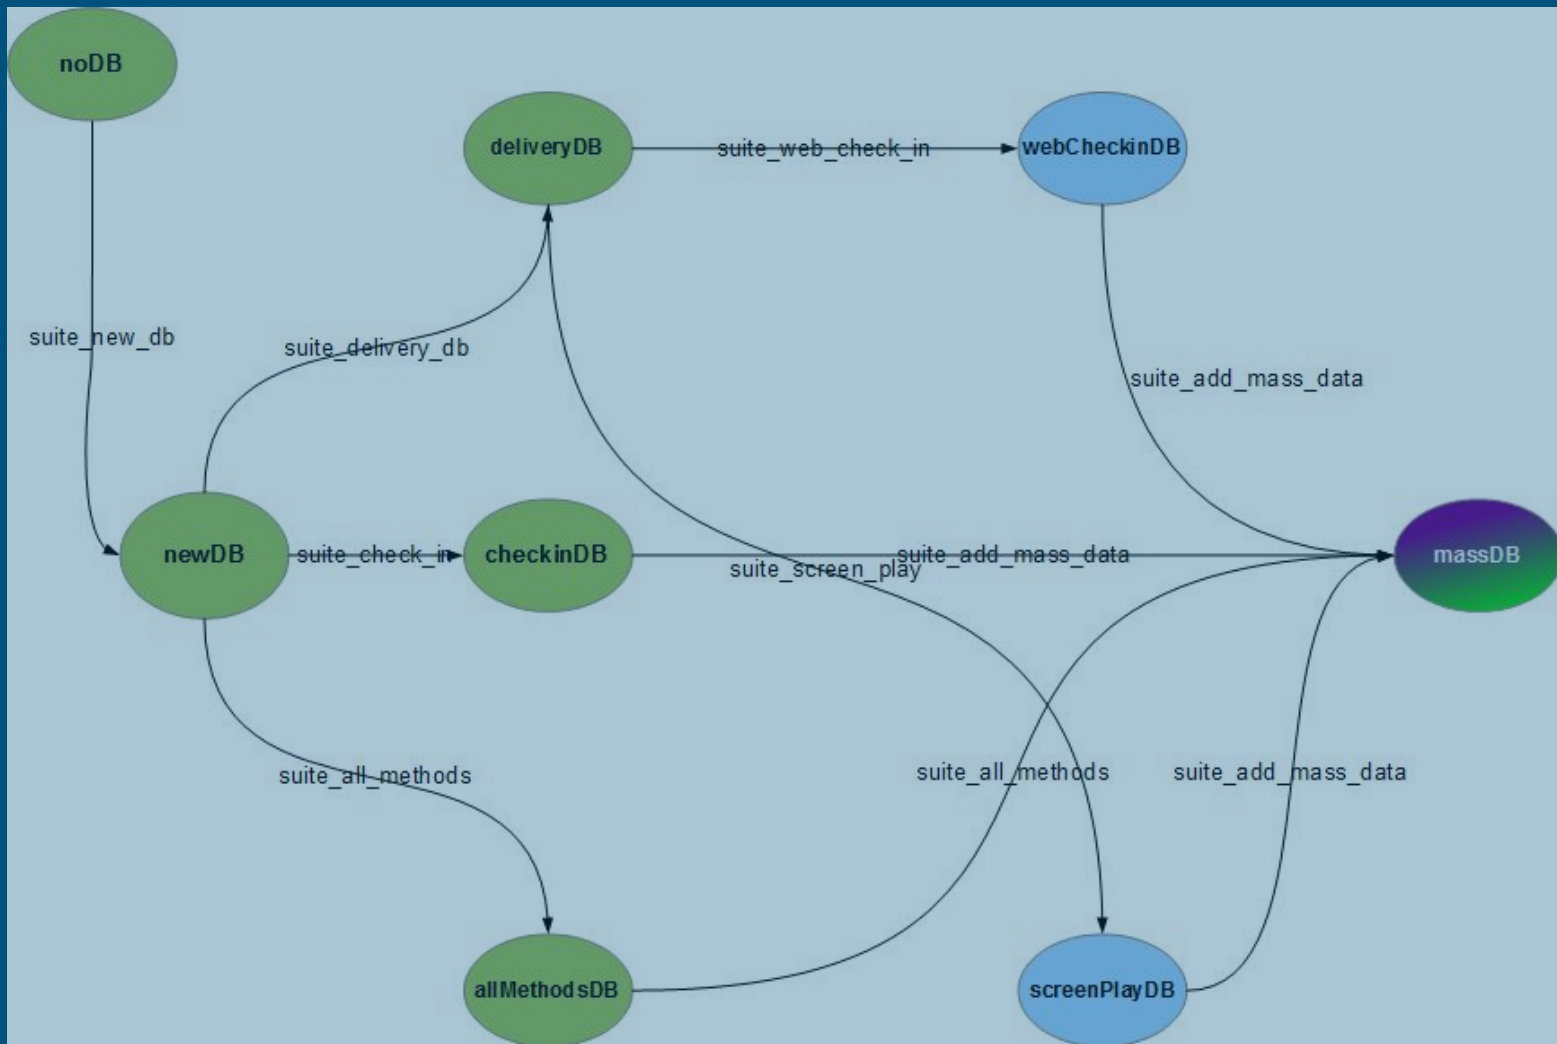 noDB
deliveryDB
suite_web_check_in
webCheckinDB
suite_new_db
suite_delivery_db
suite_add_mass_data
newDB
suite_check_in
checkinDB
suite_add_mass_data
massDB
suite_screen_play
suite_all_methods
suite_all_methods
suite_add_mass_data
allMethodsDB
screenPlayDB